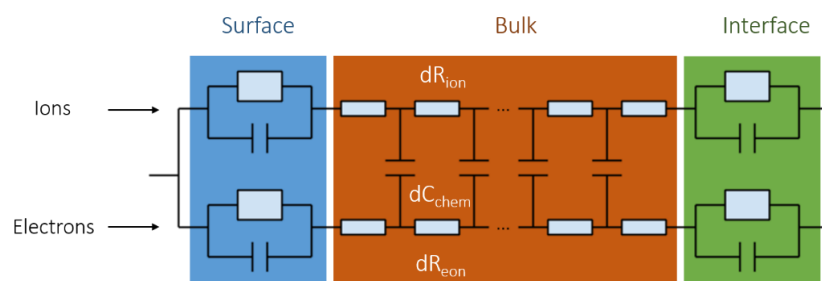 Surface
Bulk
Interface
dR_ion
Ions
...
dC_chem
Electrons
...
dR_eon